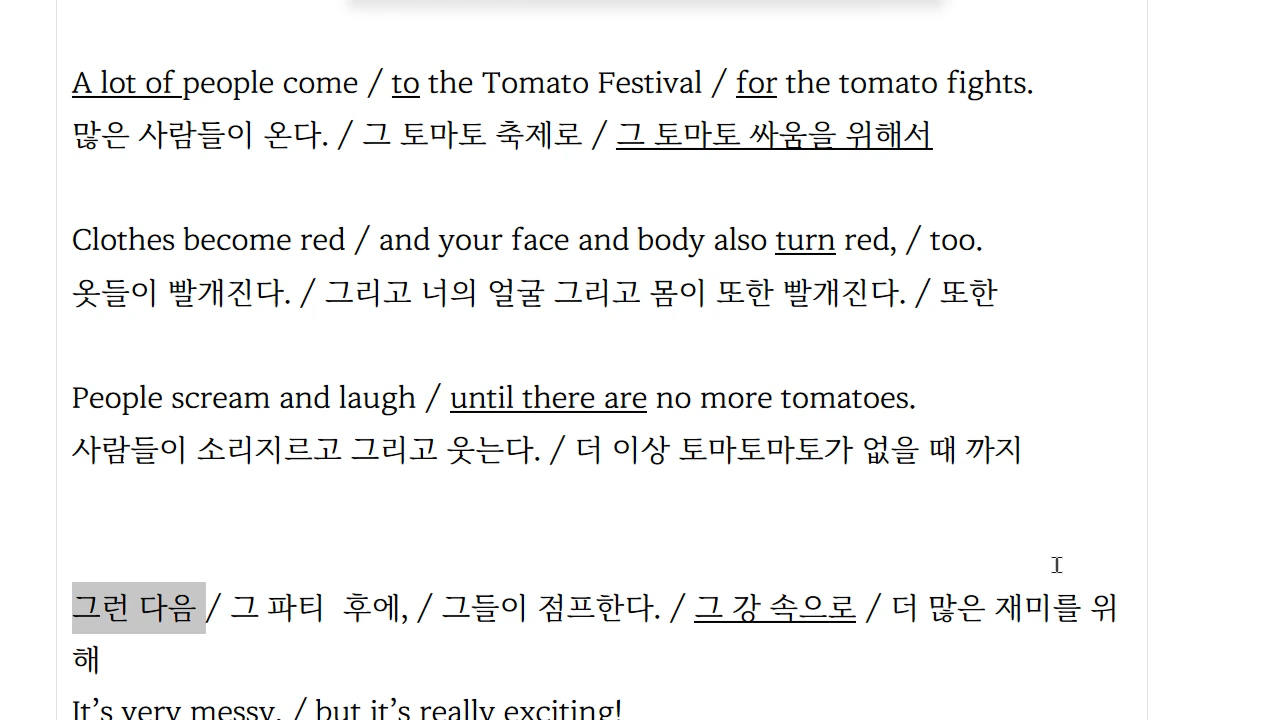 A lot of people come / to the Tomato Festival / for the tomato fights.
많은 사람들이 온다. / 그 토마토 축제로 / 그 토마토 싸움을 위해서
Clothes become red / and your face and body also turn red, / too.
옷들이 빨개진다. / 그리고 너의 얼굴 그리고 몸이 또한 빨개진다. / 또한
People scream and laugh / until there are no more tomatoes.
사람들이 소리지르고 그리고 웃는다. / 더 이상 토마토마토가 없을 때 까지
그런 다음 / 그 파티 후에, / 그들이 점프한다. / 그 강 속으로 / 더 많은 재미를 위
해
It's very messy, / but it's really exciting!